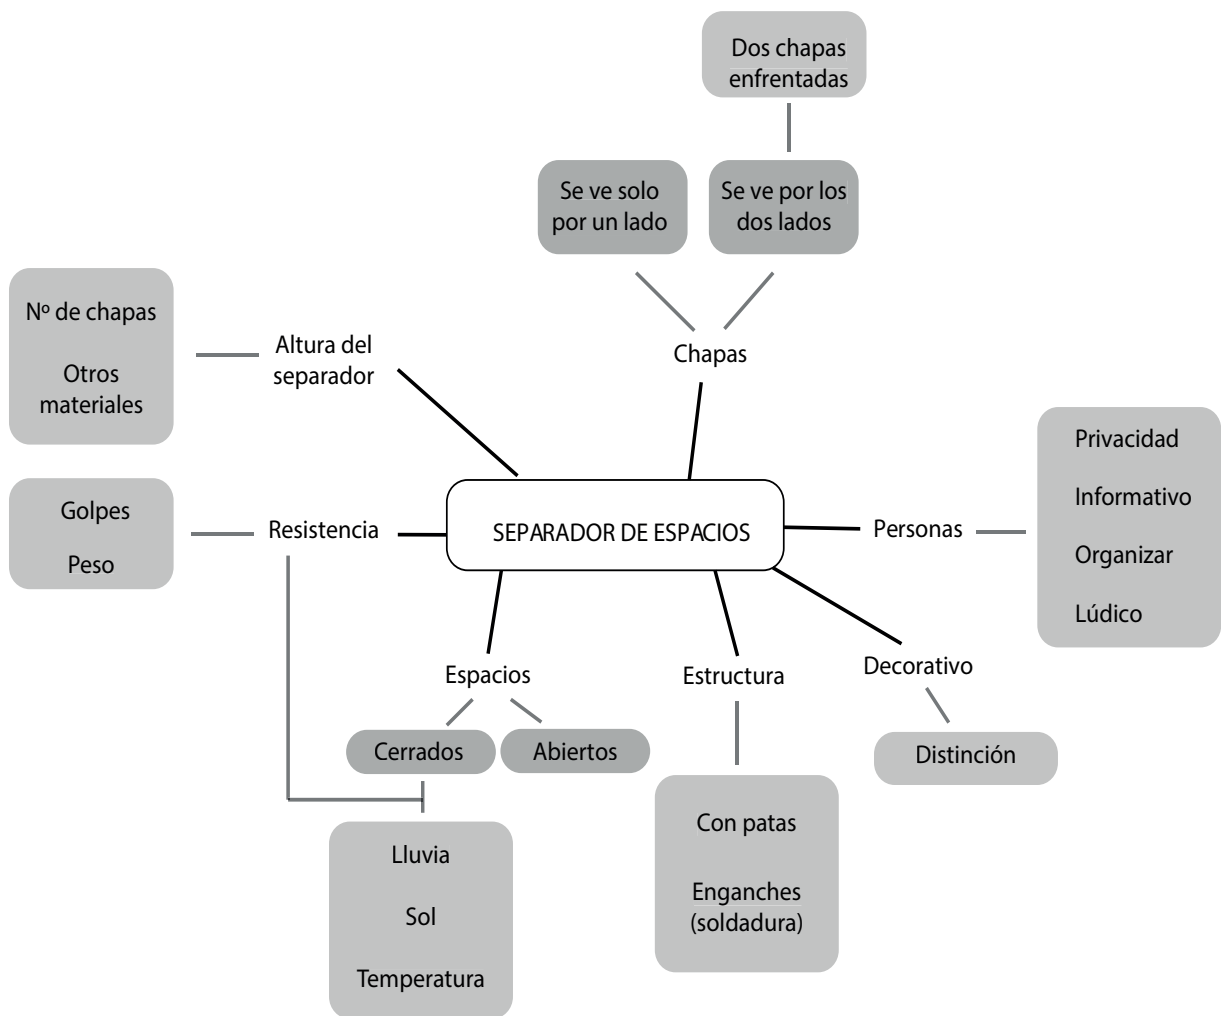 Dos chapas
enfrentadas
Se ve solo
por un lado
Se ve por los
dos lados
Nº de chapas
Otros
materiales
Altura del
separador
Chapas
Privacidad
Informativo
Organizar
Lúdico
Golpes
Peso
Resistencia
SEPARADOR DE ESPACIOS
Personas
Espacios
Estructura
Decorativo
Cerrados
Abiertos
Distinción
Lluvia
Sol
Temperatura
Con patas
Enganches
(soldadura)